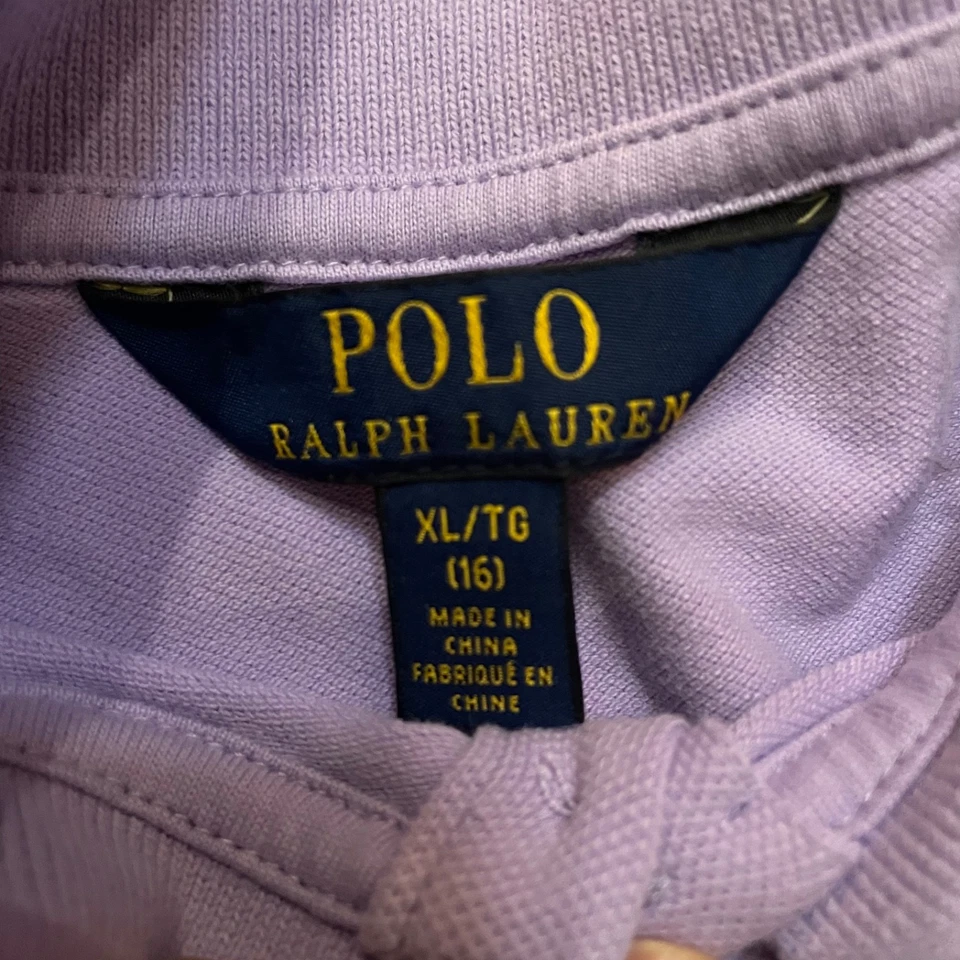 POLO
RALPH LAUREN
XL/TG
(16)
MADE IN
CHINA
FABRIQUÉ EN
CHINE